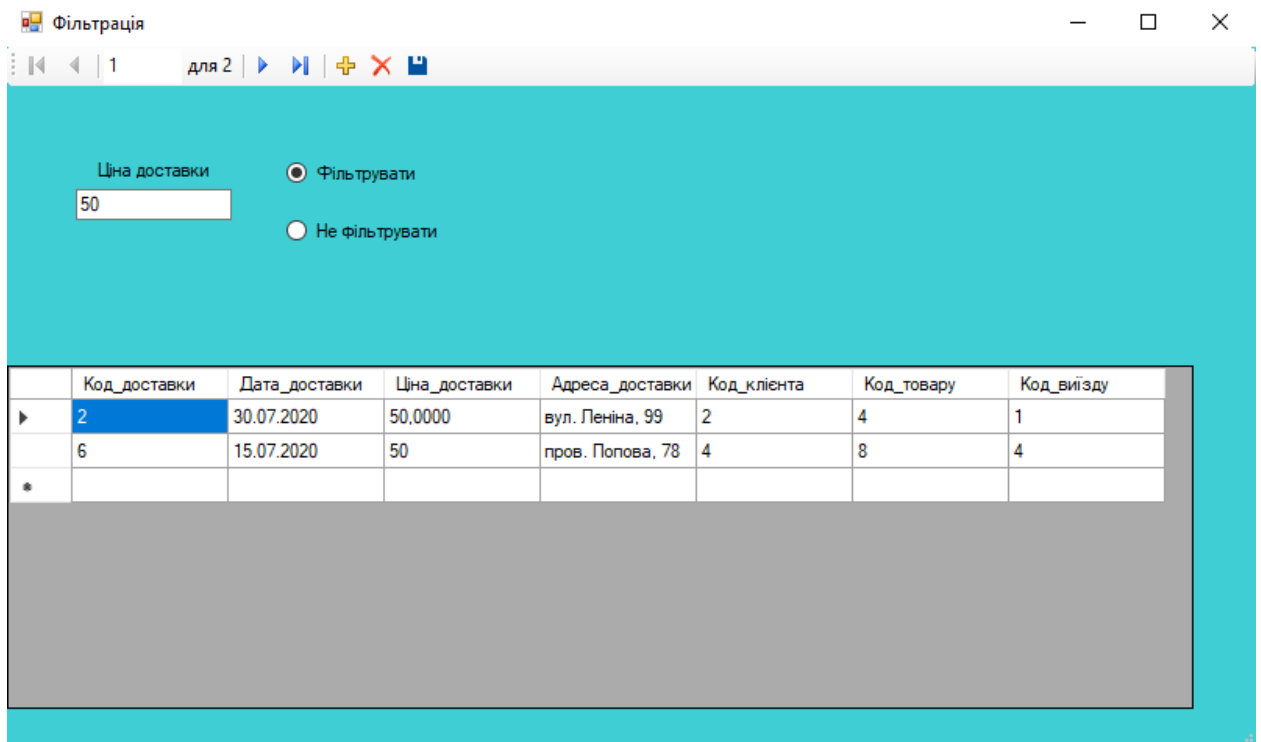 Фільтрація
1 для 2
Ціна доставки
50
Фільтрувати
Не фільтрувати
Код_доставки Дата_доставки Ціна_доставки Адреса_доставки Код_клієнта Код_товару Код_виїзду
2 30.07.2020 50,0000 вул. Леніна, 99 2 4 1
6 15.07.2020 50 пров. Попова, 78 4 8 4